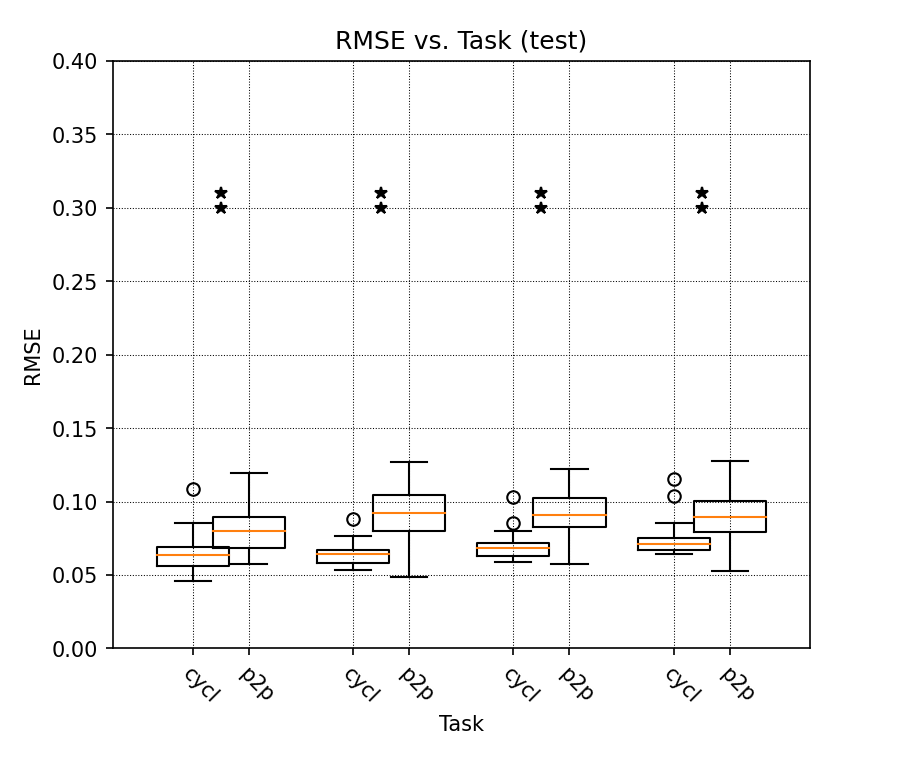 RMSE vs. Task (test)
0.40
0.35
0.30
0.25
0.20
0.15
0.10
0.05
0.00
RMSE
cycl p2p cycl p2p cycl p2p cycl p2p
Task